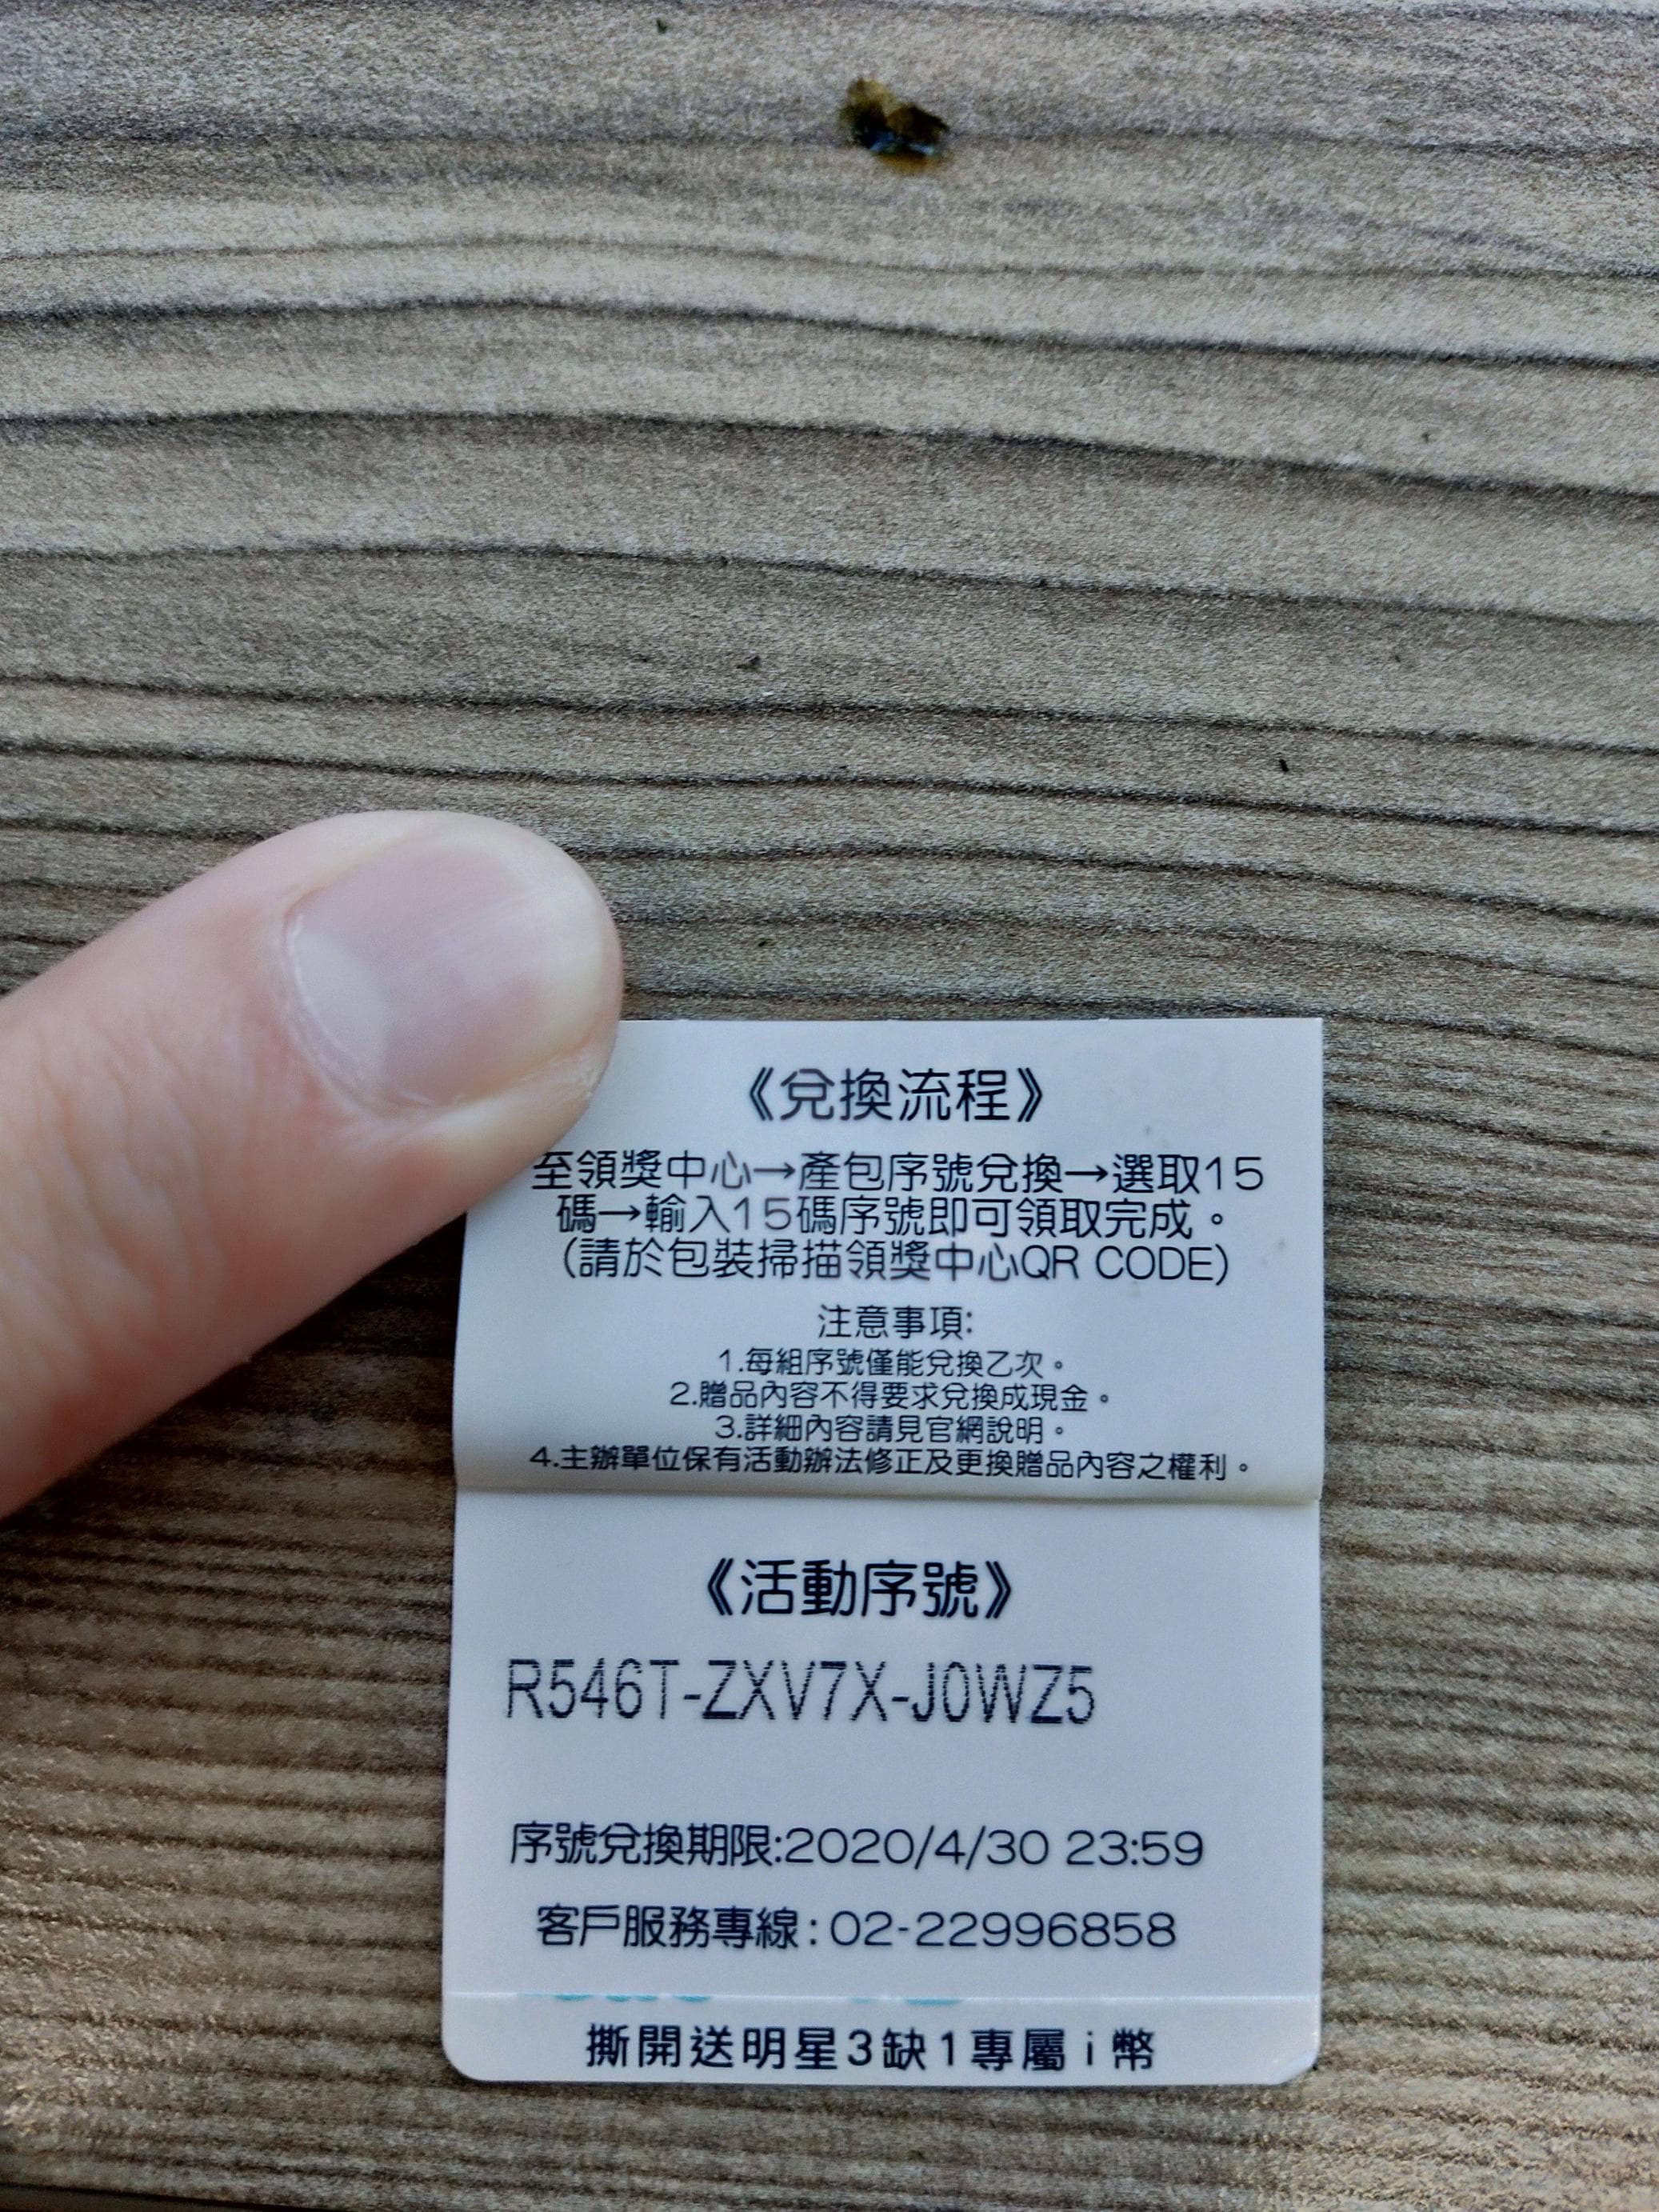 《兌換流程》
至領獎中心→產包序號兌換→選取15
碼→輸入15碼序號即可領取完成。
(請於包裝掃描領獎中心QR CODE)
注意事項:
1.每組序號僅能兌換乙次。
2.贈品內容不得要求兌換成現金。
3.詳細內容請見官網說明。
4.主辦單位保有活動辦法修正及更換贈品內容之權利。
《活動序號》
R546T-ZXV7X-J0WZ5
序號兌換期限:2020/4/30 23:59
客戶服務專線:02-22996858
撕開送明星3缺1專屬i幣